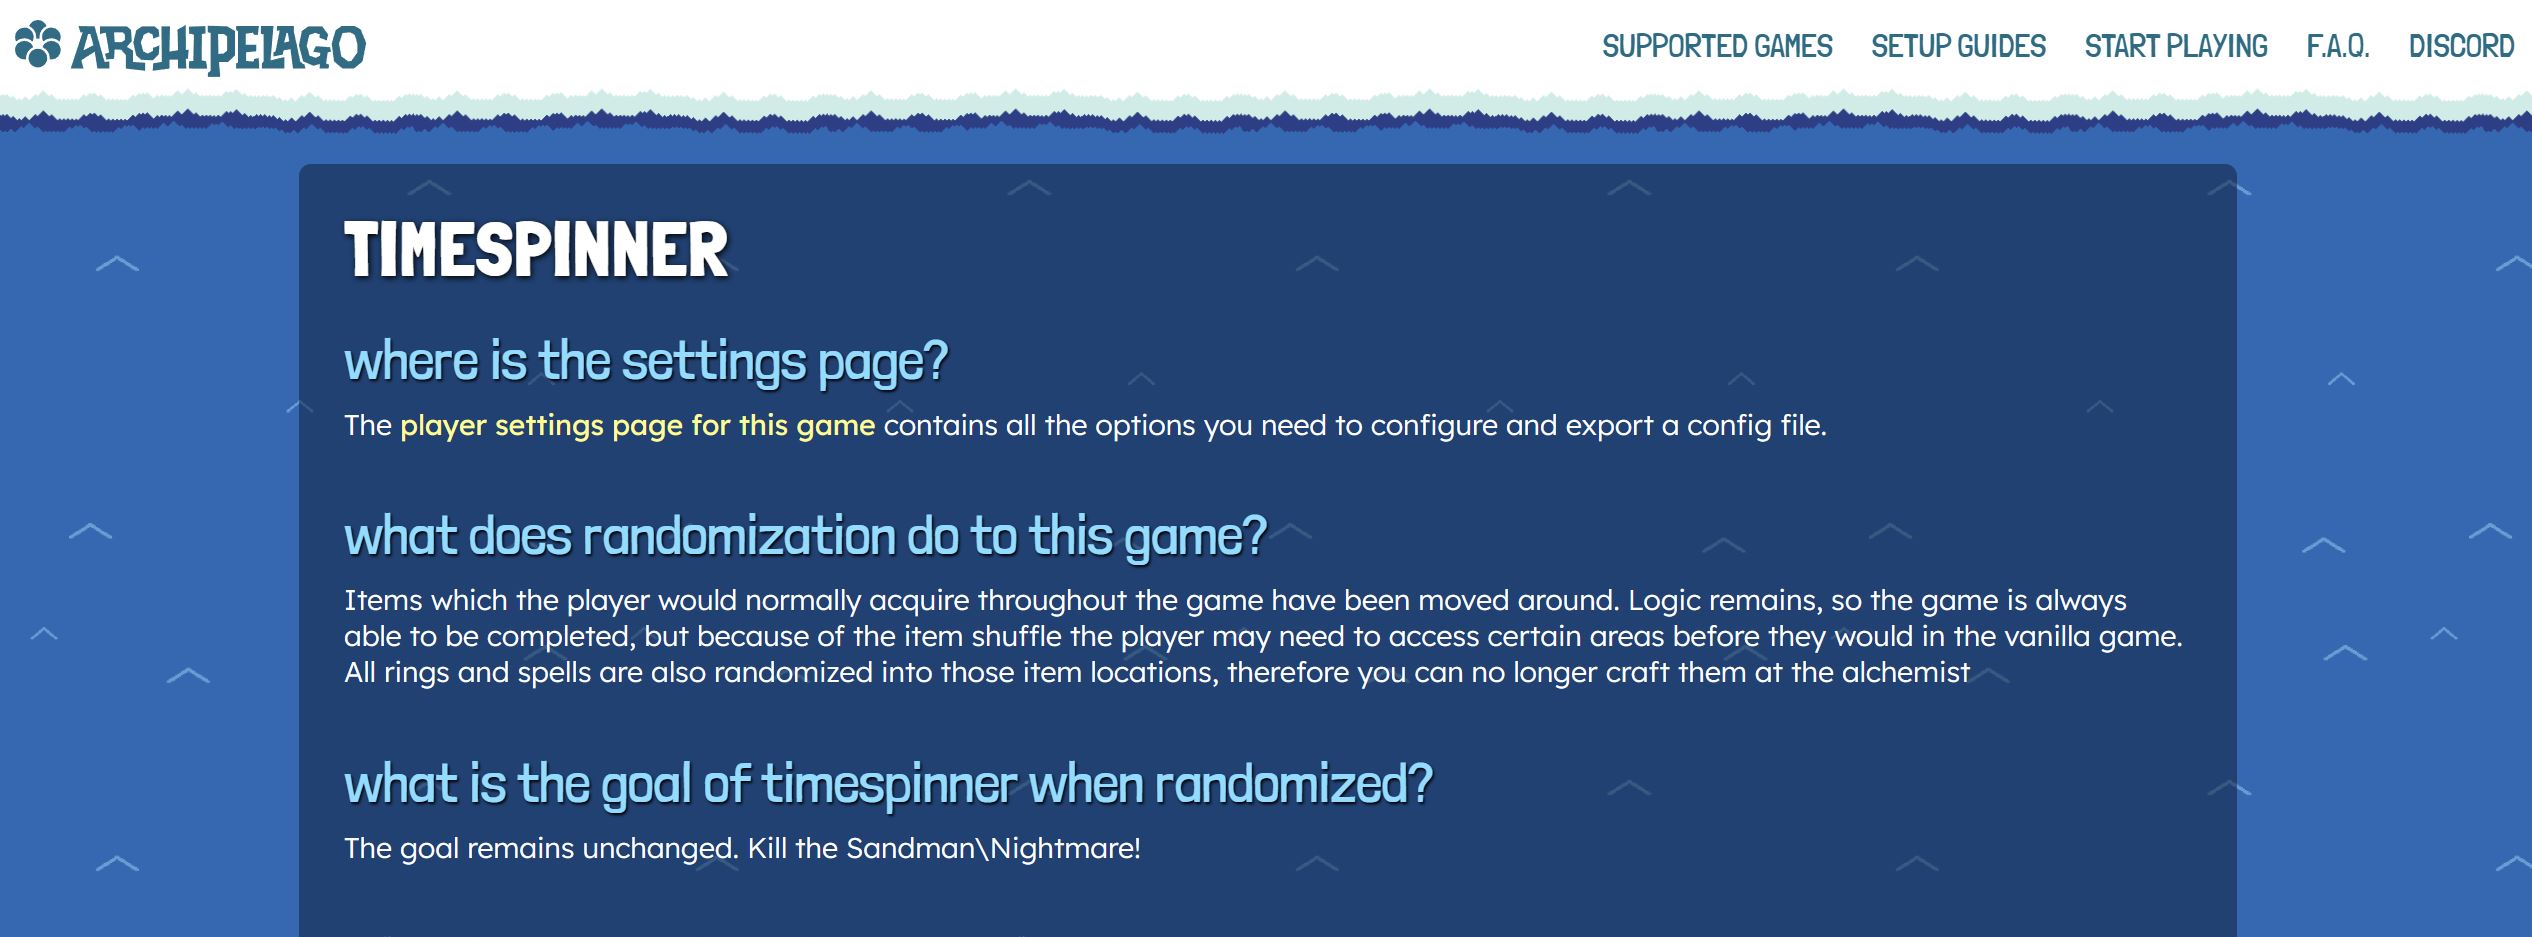 ARCHIPELAGO
SUPPORTED GAMES SETUP GUIDES START PLAYING F.A.Q. DISCORD
TIMESPINNER
where is the settings page?
The player settings page for this game contains all the options you need to configure and export a config file.
what does randomization do to this game?
Items which the player would normally acquire throughout the game have been moved around. Logic remains, so the game is always
able to be completed, but because of the item shuffle the player may need to access certain areas before they would in the vanilla game.
All rings and spells are also randomized into those item locations, therefore you can no longer craft them at the alchemist
what is the goal of timespinner when randomized?
The goal remains unchanged. Kill the Sandman\Nightmare!